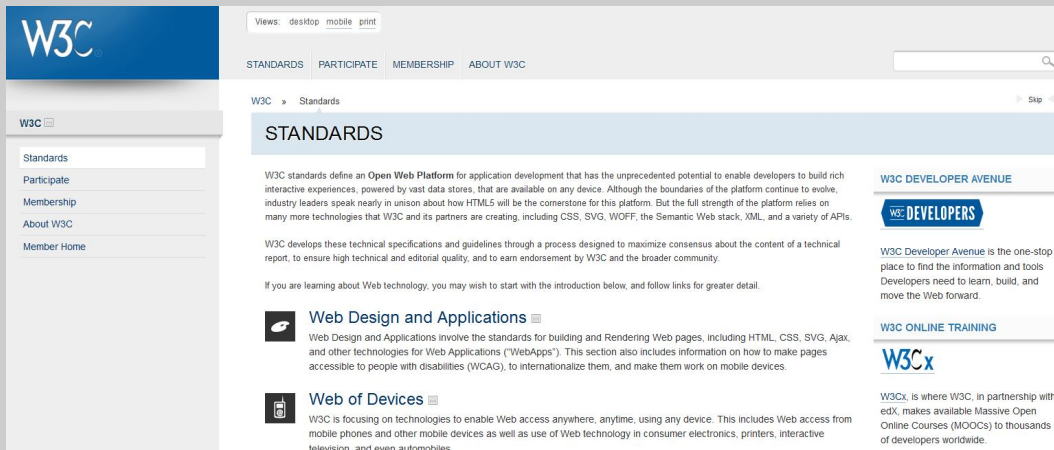 W3C®
Views: desktop mobile print
STANDARDS PARTICIPATE MEMBERSHIP ABOUT W3C
W3C » Standards
Skip
W3C
Standards
Participate
Membership
About W3C
Member Home
STANDARDS
W3C standards define an Open Web Platform for application development that has the unprecedented potential to enable developers to build rich
interactive experiences, powered by vast data stores, that are available on any device. Although the boundaries of the platform continue to evolve,
industry leaders speak nearly in unison about how HTML5 will be the cornerstone for this platform. But the full strength of the platform relies on
many more technologies that W3C and its partners are creating, including CSS, SVG, WOFF, the Semantic Web stack, XML, and a variety of APIs.
W3C develops these technical specifications and guidelines through a process designed to maximize consensus about the content of a technical
report, to ensure high technical and editorial quality, and to earn endorsement by W3C and the broader community.
If you are learning about Web technology, you may wish to start with the introduction below, and follow links for greater detail.
Web Design and Applications
Web Design and Applications involve the standards for building and Rendering Web pages, including HTML, CSS, SVG, Ajax,
and other technologies for Web Applications ("WebApps"). This section also includes information on how to make pages
accessible to people with disabilities (WCAG), to internationalize them, and make them work on mobile devices.
Web of Devices
W3C is focusing on technologies to enable Web access anywhere, anytime, using any device. This includes Web access from
mobile phones and other mobile devices as well as use of Web technology in consumer electronics, printers, interactive
television, and even automobiles.
W3C DEVELOPER AVENUE
W3C DEVELOPERS
W3C Developer Avenue is the one-stop
place to find the information and tools
Developers need to learn, build, and
move the Web forward.
W3C ONLINE TRAINING
W3Cx
W3Cx, is where W3C, in partnership with
edX, makes available Massive Open
Online Courses (MOOCs) to thousands
of developers worldwide.